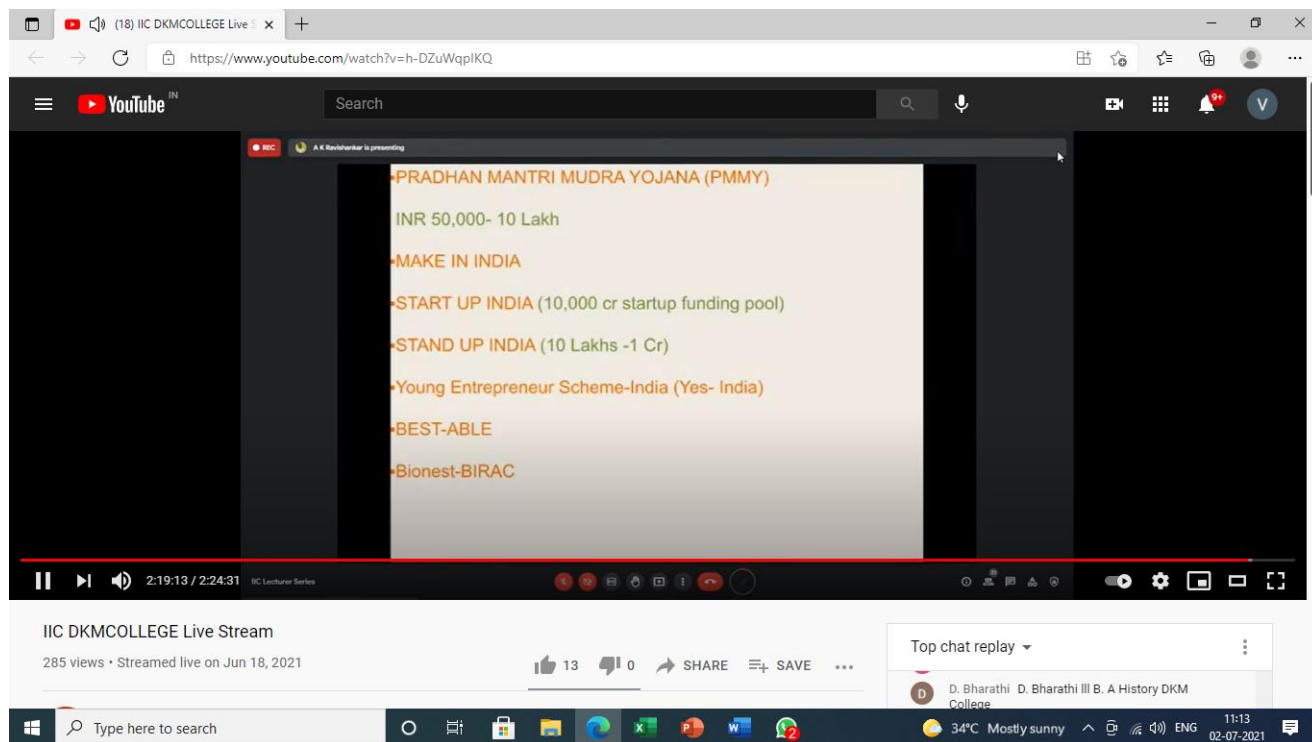 (18) IIC DKMCOLLEGE Live S
https://www.youtube.com/watch?v=h-DZuWqpIKQ
YouTube IN
Search
9+
V
REC
A K Ravishankar is presenting
•PRADHAN MANTRI MUDRA YOJANA (PMMY)
INR 50,000- 10 Lakh
•MAKE IN INDIA
•START UP INDIA (10,000 cr startup funding pool)
•STAND UP INDIA (10 Lakhs -1 Cr)
•Young Entrepreneur Scheme-India (Yes- India)
•BEST-ABLE
•Bionest-BIRAC
2:19:13 / 2:24:31
IIC Lecturer Series
IIC DKMCOLLEGE Live Stream
285 views • Streamed live on Jun 18, 2021
13
0
SHARE
SAVE
Top chat replay
D
D. Bharathi D. Bharathi lll B. A History DKM
College
Type here to search
2
34°C Mostly sunny
ENG
11:13
02-07-2021